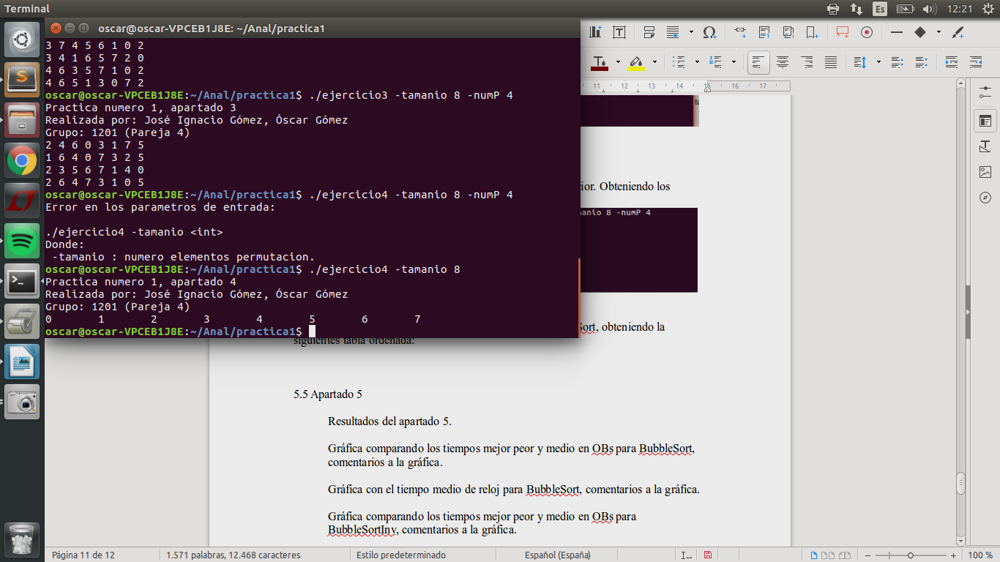 Terminal
Es
12:21
oscar@oscar-VPCEB1J8E: ~/Anal/practica1
3 7 4 5 6 1 0 2
3 4 1 6 5 7 2 0
4 6 3 5 7 1 0 2
4 6 5 1 3 0 7 2
oscar@oscar-VPCEB1J8E:~/Anal/practica1$ ./ejercicio3 -tamanio 8 -numP 4
Practica numero 1, apartado 3
Realizada por: José Ignacio Gómez, Óscar Gómez
Grupo: 1201 (Pareja 4)
2 4 6 0 3 1 7 5
1 6 4 0 7 3 2 5
2 3 5 6 7 1 4 0
2 6 4 7 3 1 0 5
oscar@oscar-VPCEB1J8E:~/Anal/practica1$ ./ejercicio4 -tamanio 8 -numP 4
Error en los parametros de entrada:
./ejercicio4 -tamanio <int>
Donde:
-tamanio : numero elementos permutacion.
oscar@oscar-VPCEB1J8E:~/Anal/practica1$ ./ejercicio4 -tamanio 8
Practica numero 1, apartado 4
Realizada por: José Ignacio Gómez, Óscar Gómez
Grupo: 1201 (Pareja 4)
0 1 2 3 4 5 6 7
oscar@oscar-VPCEB1J8E:~/Anal/practica1$
11 12 13 14 15 16 17
ior. Obteniendo los
anio 8 -numP 4
Sort, obteniendo la
siguientes tabla ordenada:
5.5 Apartado 5
Resultados del apartado 5.
Gráfica comparando los tiempos mejor peor y medio en OBs para BubbleSort,
comentarios a la gráfica.
Gráfica con el tiempo medio de reloj para BubbleSort, comentarios a la gráfica.
Gráfica comparando los tiempos mejor peor y medio en OBs para
BubbleSortInv, comentarios a la gráfica.
Página 11 de 12
1.571 palabras, 12.468 caracteres
Estilo predeterminado
Español (España)
100 %